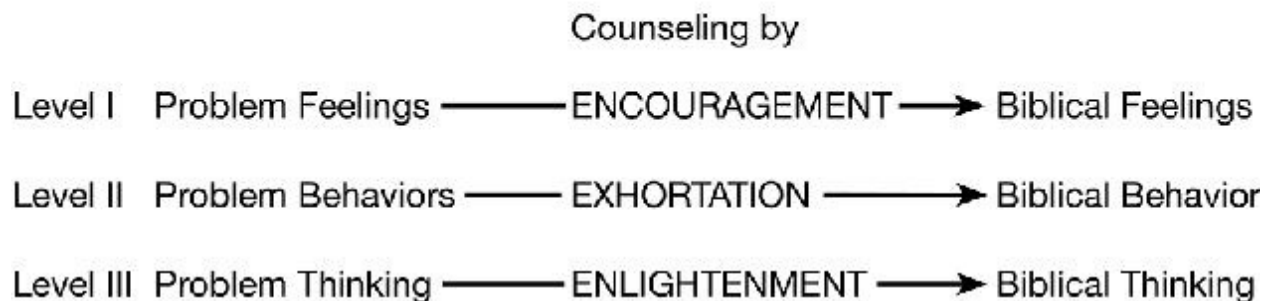 Counseling by
Level I Problem Feelings ENCOURAGEMENT Biblical Feelings
Level II Problem Behaviors EXHORTATION Biblical Behavior
Level III Problem Thinking ENLIGHTENMENT Biblical Thinking